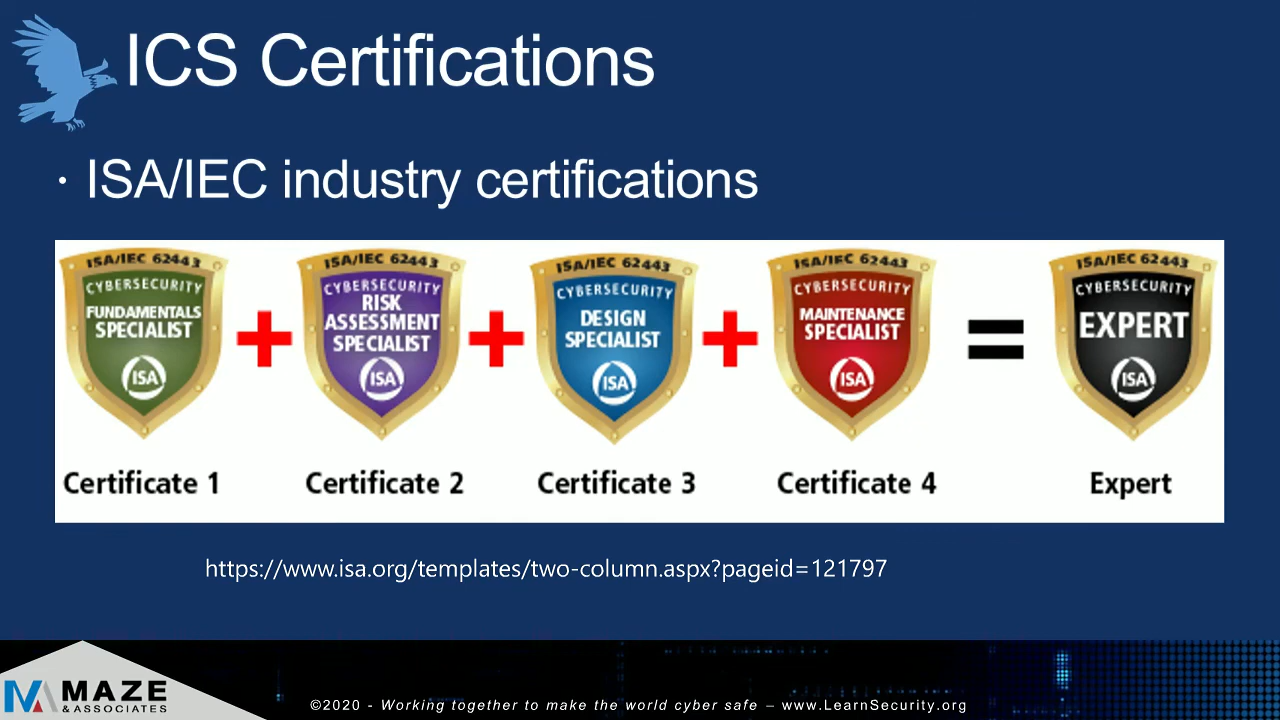 ICS Certifications
· ISA/IEC industry certifications
ISA/IEC 62443
CYBERSECURITY
FUNDAMENTALS
SPECIALIST
ISA
Certificate 1
+
ISA/IEC 62443
CYBERSECURITY
RISK
ASSESSMENT
SPECIALIST
ISA
Certificate 2
+
ISA/IEC 62443
CYBERSECURITY
DESIGN
SPECIALIST
ISA
Certificate 3
+
ISA/IEC 62443
CYBERSECURITY
MAINTENANCE
SPECIALIST
ISA
Certificate 4
=
ISA/IEC 62443
CYBERSECURITY
EXPERT
ISA
Expert
https://www.isa.org/templates/two-column.aspx?pageid=121797
MA MAZE
& ASSOCIATES
©2020 - Working together to make the world cyber safe – www.LearnSecurity.org